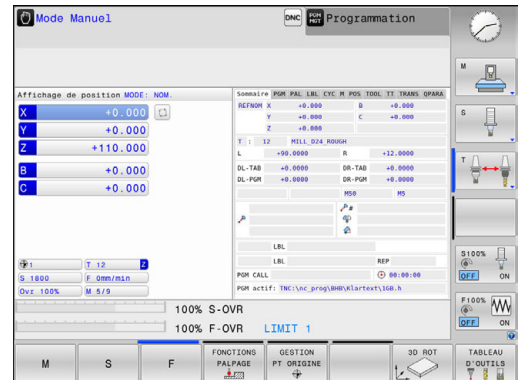 Mode Manuel
DNC
PGM MGT
Programmation
Affichage de position MODE: NOM.
X +0.000
Y +0.000
Z +110.000
B +0.000
C +0.000
1 T 12 Z
S 1800 F 0mm/min
Ovr 100% M 5/9
Sommaire PGM PAL LBL CYC M POS TOOL TT TRANS QPARA
REFNOM X +0.000 B +0.000
Y +0.000 C +0.000
Z +0.000
T : 12 MILL_D24_ROUGH
L +90.0000 R +12.0000
DL-TAB +0.0000 DR-TAB +0.0000
DL-PGM +0.0000 DR-PGM +0.0000
M50 M5
P#
LBL
LBL REP
PGM CALL 00:00:00
PGM actif: TNC:\nc_prog\BHB\Klartext\1GB.h
100% S-OVR
100% F-OVR LIMIT 1
M
S
T
S100%
OFF ON
F100% W
OFF ON
M
S
F
FONCTIONS PALPAGE
GESTION PT ORIGINE
3D ROT
TABLEAU D'OUTILS